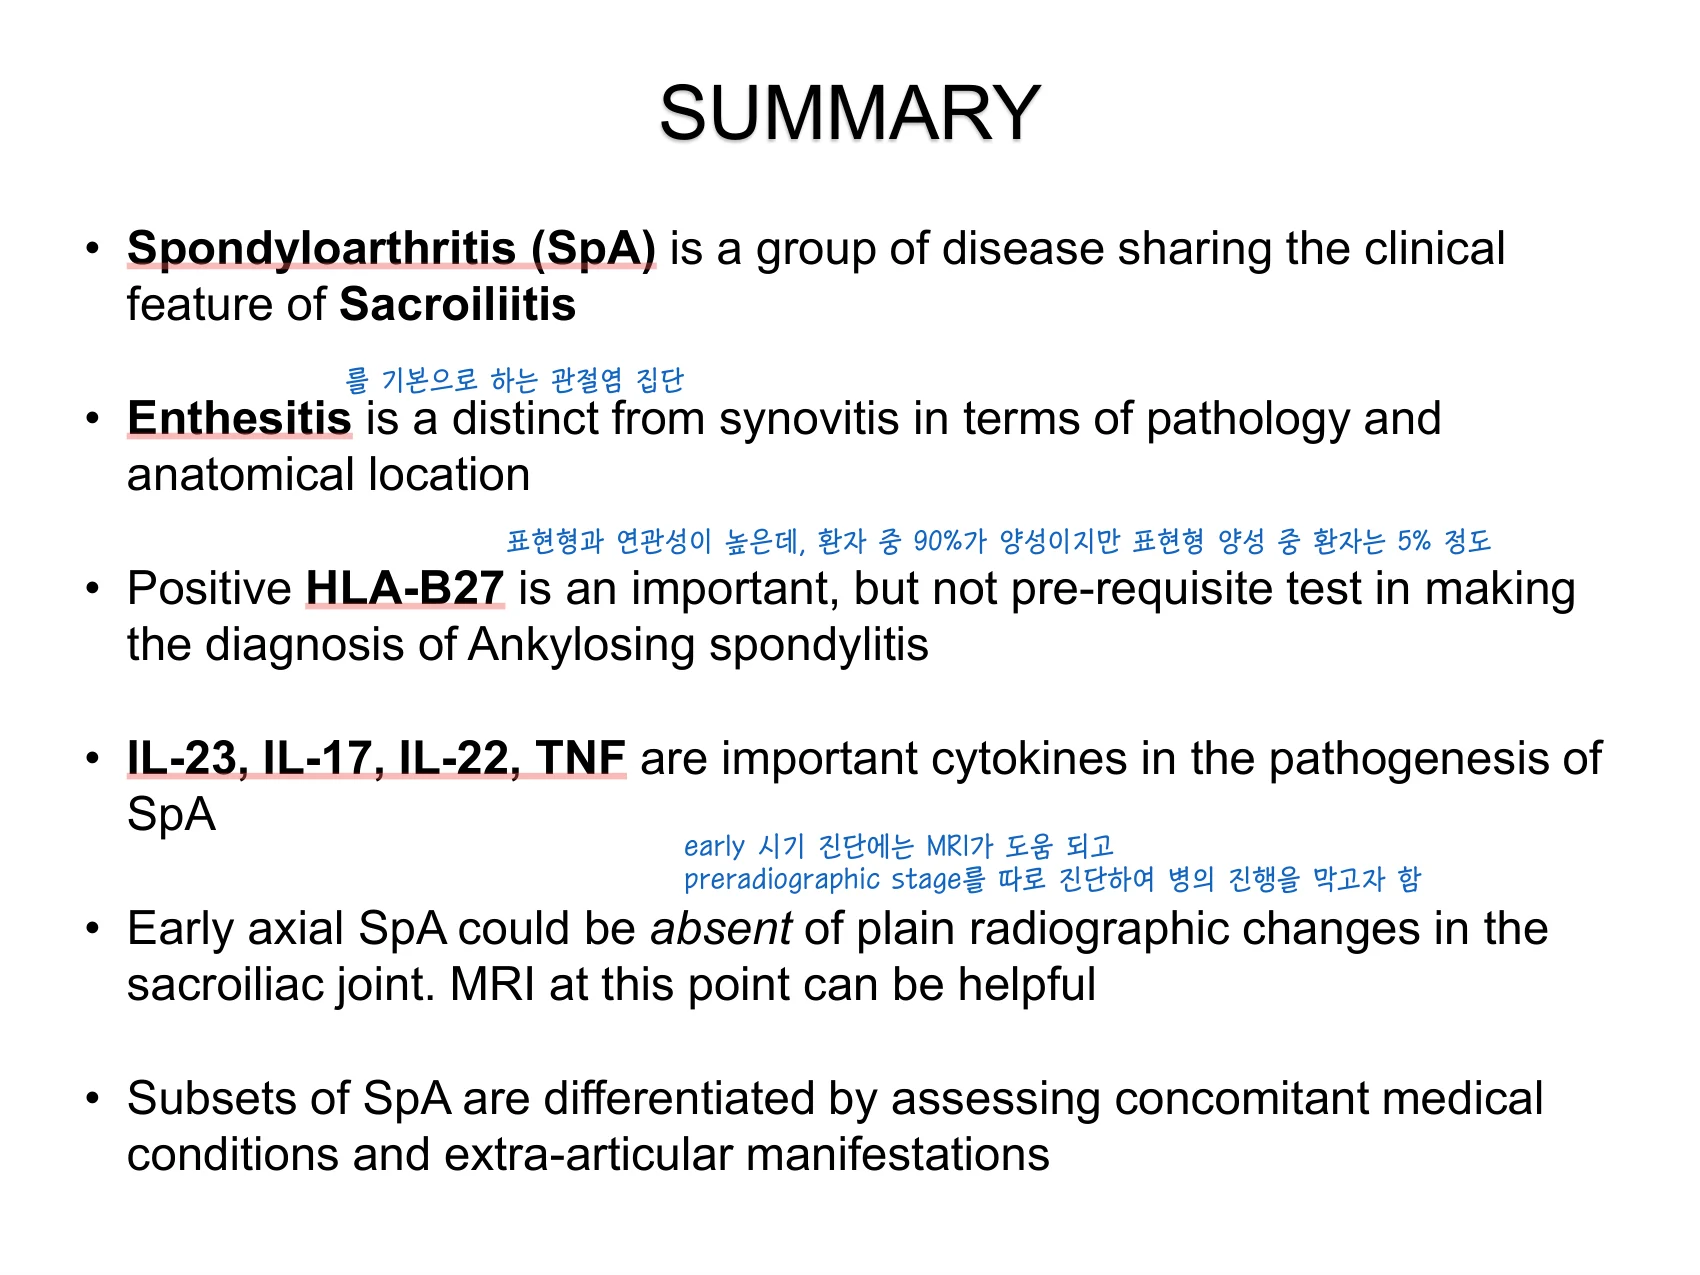 SUMMARY
• Spondyloarthritis (SpA) is a group of disease sharing the clinical
feature of Sacroiliitis
를 기본으로 하는 관절염 집단
• Enthesitis is a distinct from synovitis in terms of pathology and
anatomical location
표현형과 연관성이 높은데, 환자 중 90%가 양성이지만 표현형 양성 중 환자는 5% 정도
• Positive HLA-B27 is an important, but not pre-requisite test in making
the diagnosis of Ankylosing spondylitis
• IL-23, IL-17, IL-22, TNF are important cytokines in the pathogenesis of
SpA
early 시기 진단에는 MRI가 도움 되고
preradiographic stage를 따로 진단하여 병의 진행을 막고자 함
• Early axial SpA could be absent of plain radiographic changes in the
sacroiliac joint. MRI at this point can be helpful
• Subsets of SpA are differentiated by assessing concomitant medical
conditions and extra-articular manifestations